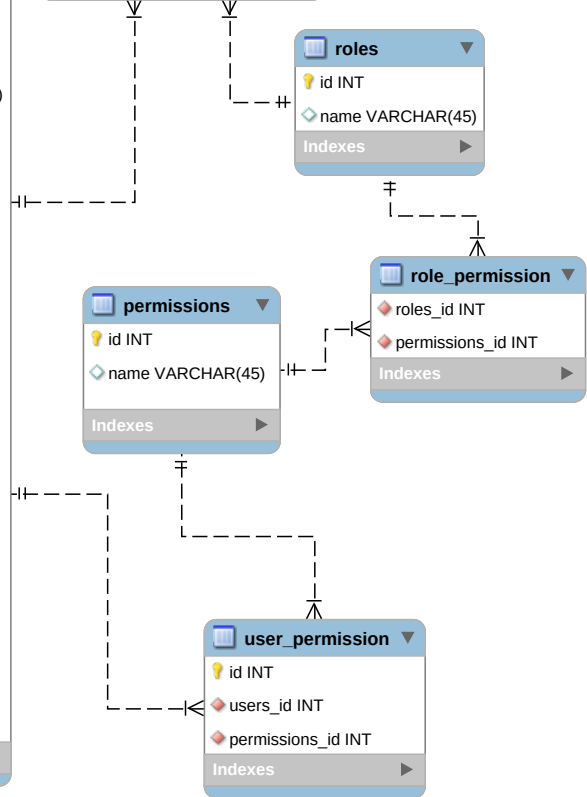 )
roles
id INT
name VARCHAR(45)
Indexes
role_permission
roles_id INT
permissions_id INT
Indexes
permissions
id INT
name VARCHAR(45)
Indexes
user_permission
id INT
users_id INT
permissions_id INT
Indexes